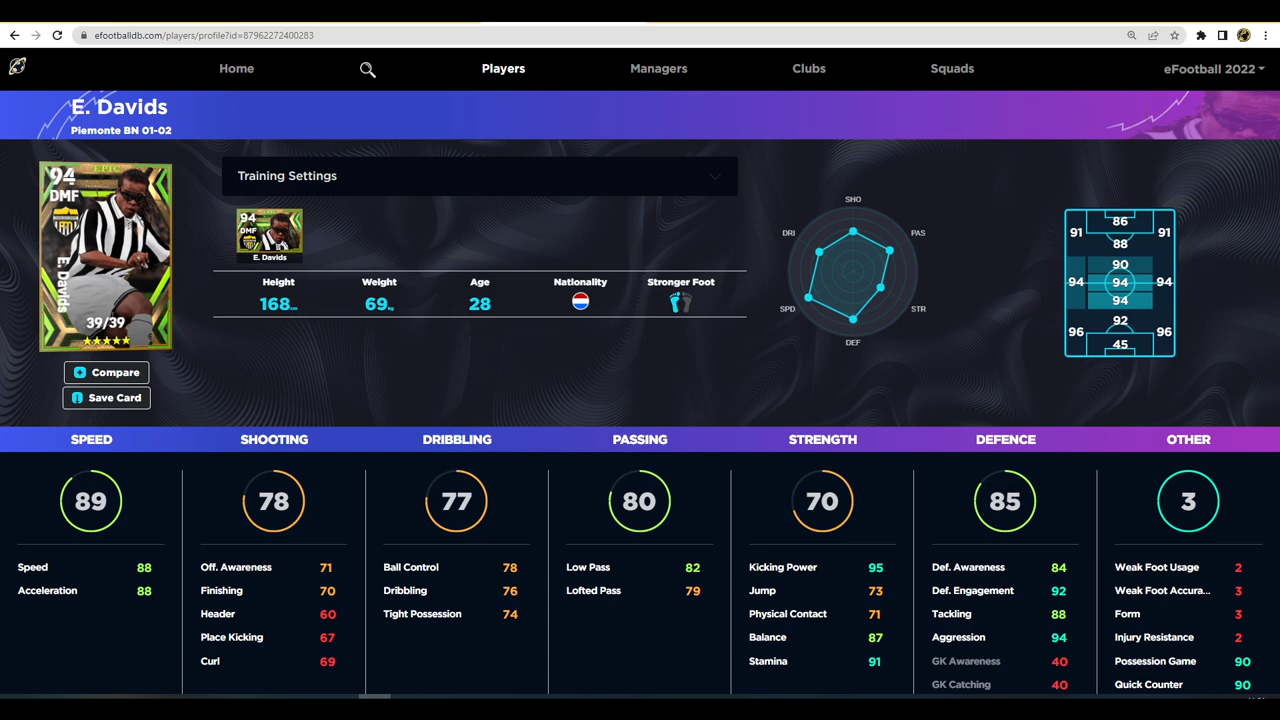 efootballdb.com/players/profile?id=87962272400283
Home Players Managers Clubs Squads eFootball 2022
E. Davids
Piemonte BN 01-02
EPIC
94
DMF
E. Davids
39/39
Training Settings
94
DMF
E. Davids
Height Weight Age Nationality Stronger Foot
168cm 69kg 28
SHO
DRI PAS
SPD STR
DEF
86
91 91
88
90
94 94 94
94
92
96 96
45
Compare
Save Card
SPEED SHOOTING DRIBBLING PASSING STRENGTH DEFENCE OTHER
89 78 77 80 70 85 3
Speed 88 Off. Awareness 71 Ball Control 78 Low Pass 82 Kicking Power 95 Def. Awareness 84 Weak Foot Usage 2
Acceleration 88 Finishing 70 Dribbling 76 Lofted Pass 79 Jump 73 Def. Engagement 92 Weak Foot Accura... 3
Header 60 Tight Possession 74 Physical Contact 71 Tackling 88 Form 3
Place Kicking 67 Balance 87 Aggression 94 Injury Resistance 2
Curl 69 Stamina 91 GK Awareness 40 Possession Game 90
GK Catching 40 Quick Counter 90